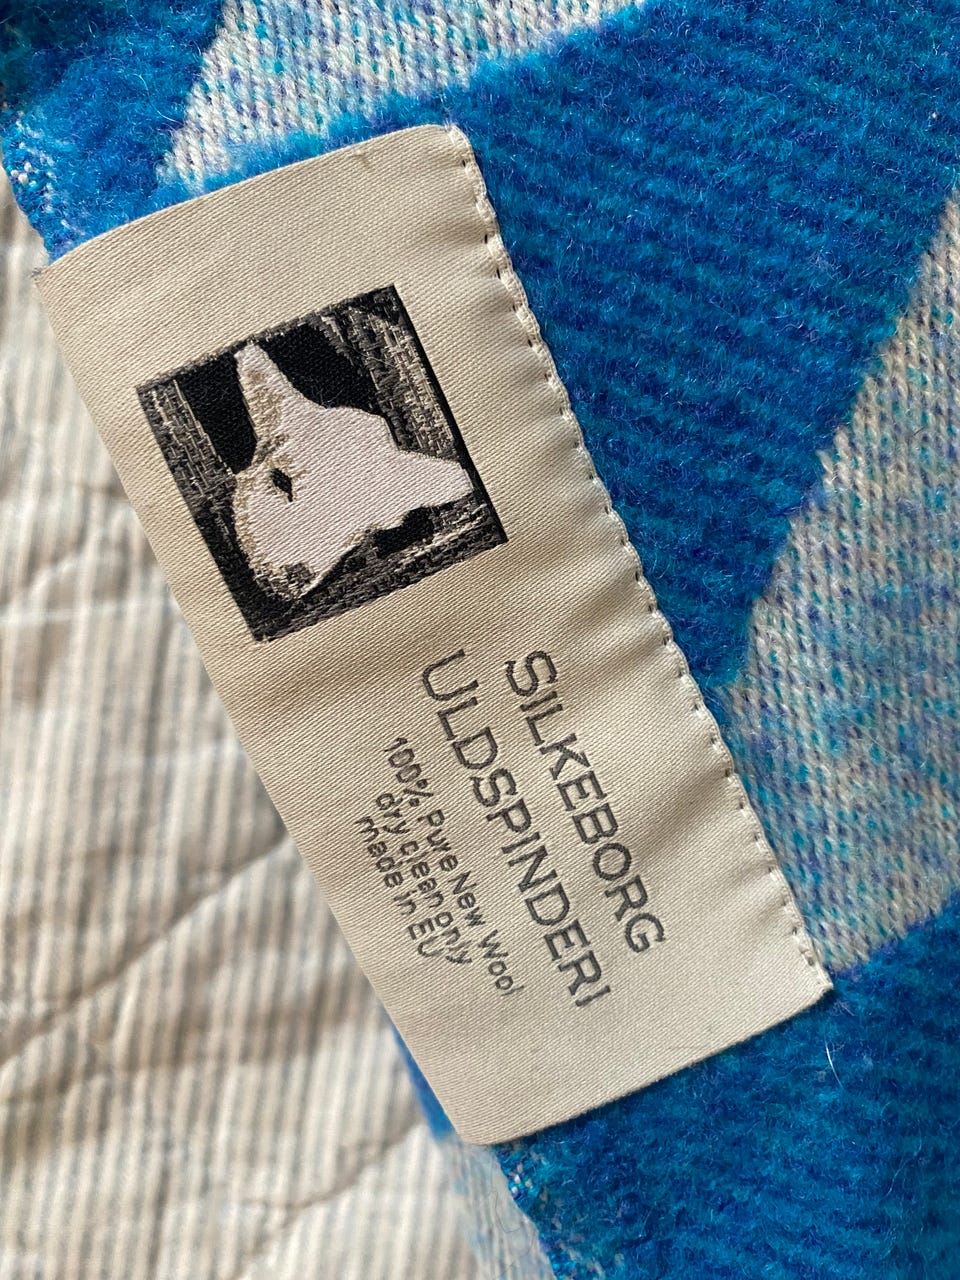 SILKEBORG
ULDSPINDERI
100% Pure New Wool
dry clean only
made in EU